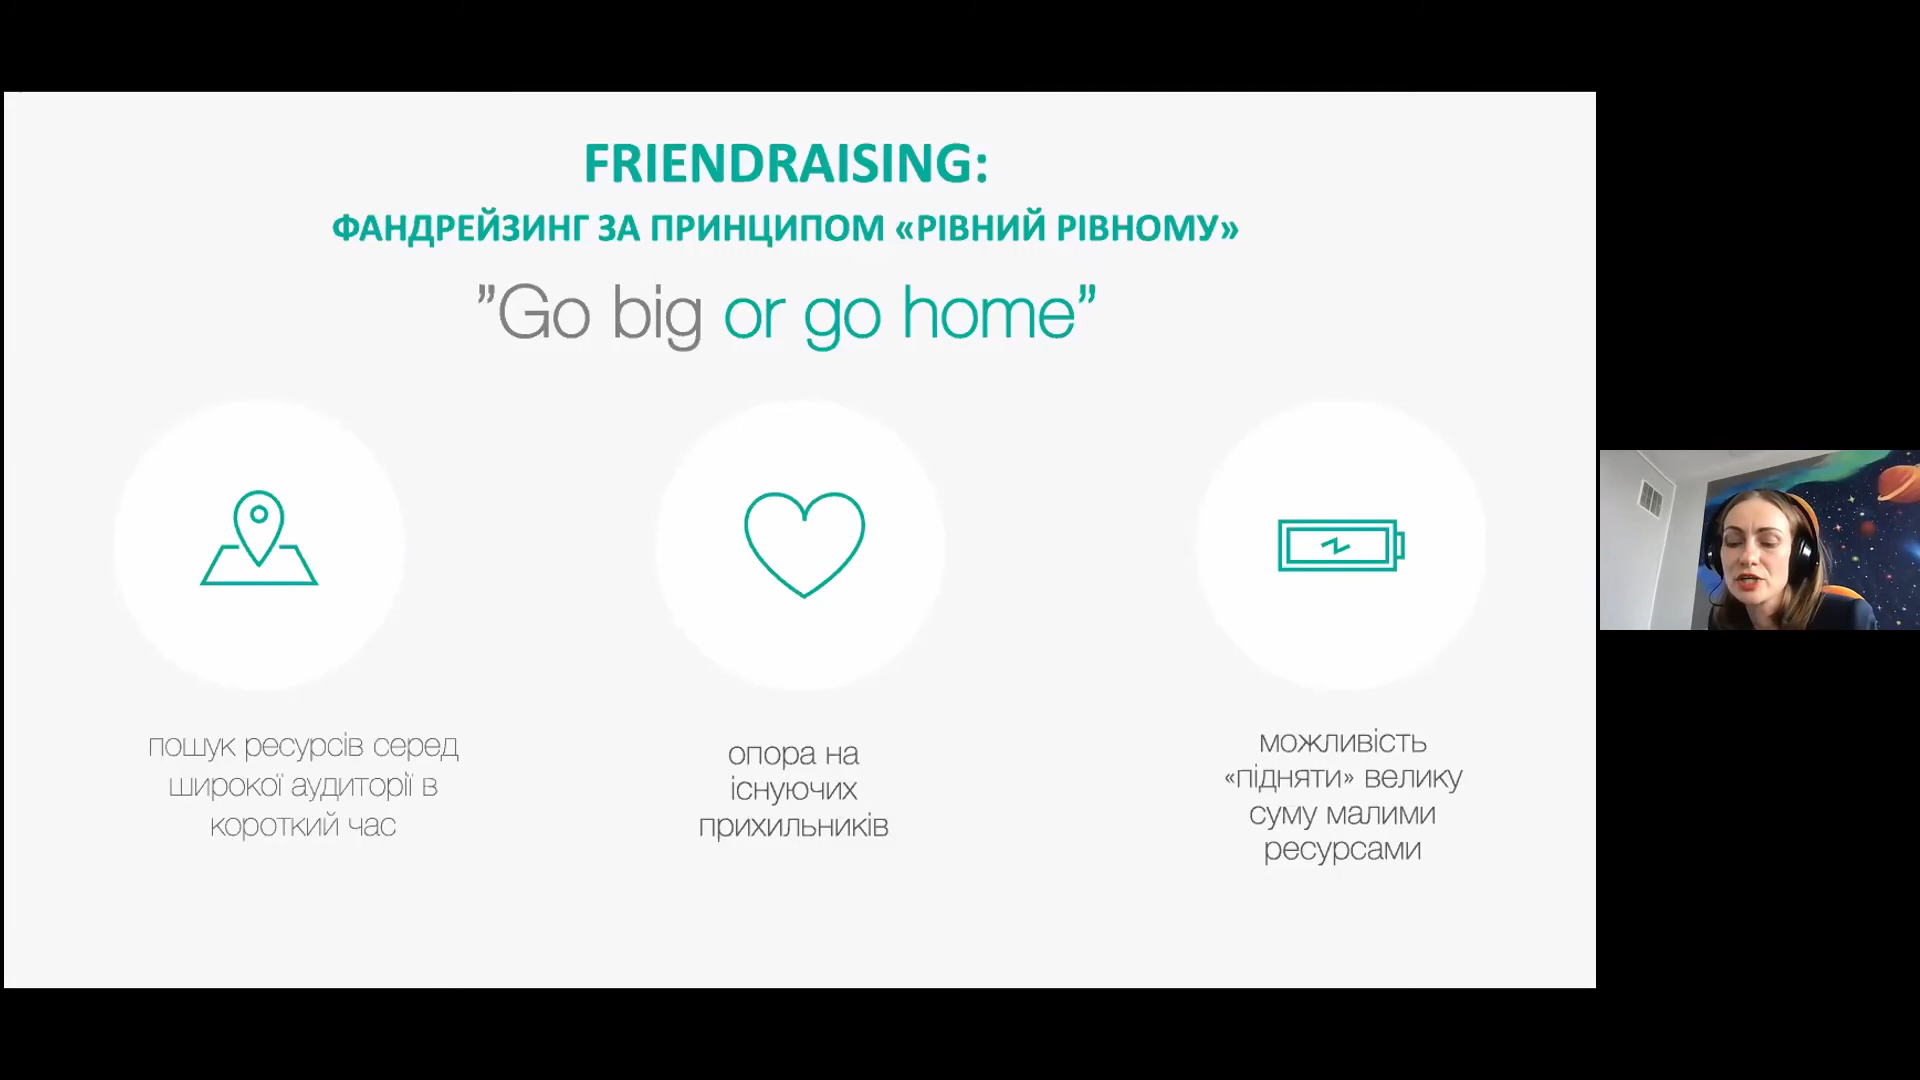 FRIENDRAISING:
ФАНДРЕЙЗИНГ ЗА ПРИНЦИПОМ «РІВНИЙ РІВНОМУ»
”Go big or go home”
пошук ресурсів серед
широкої аудиторії в
короткий час
опора на
існуючих
прихильників
можливість
«підняти» велику
суму малими
ресурсами